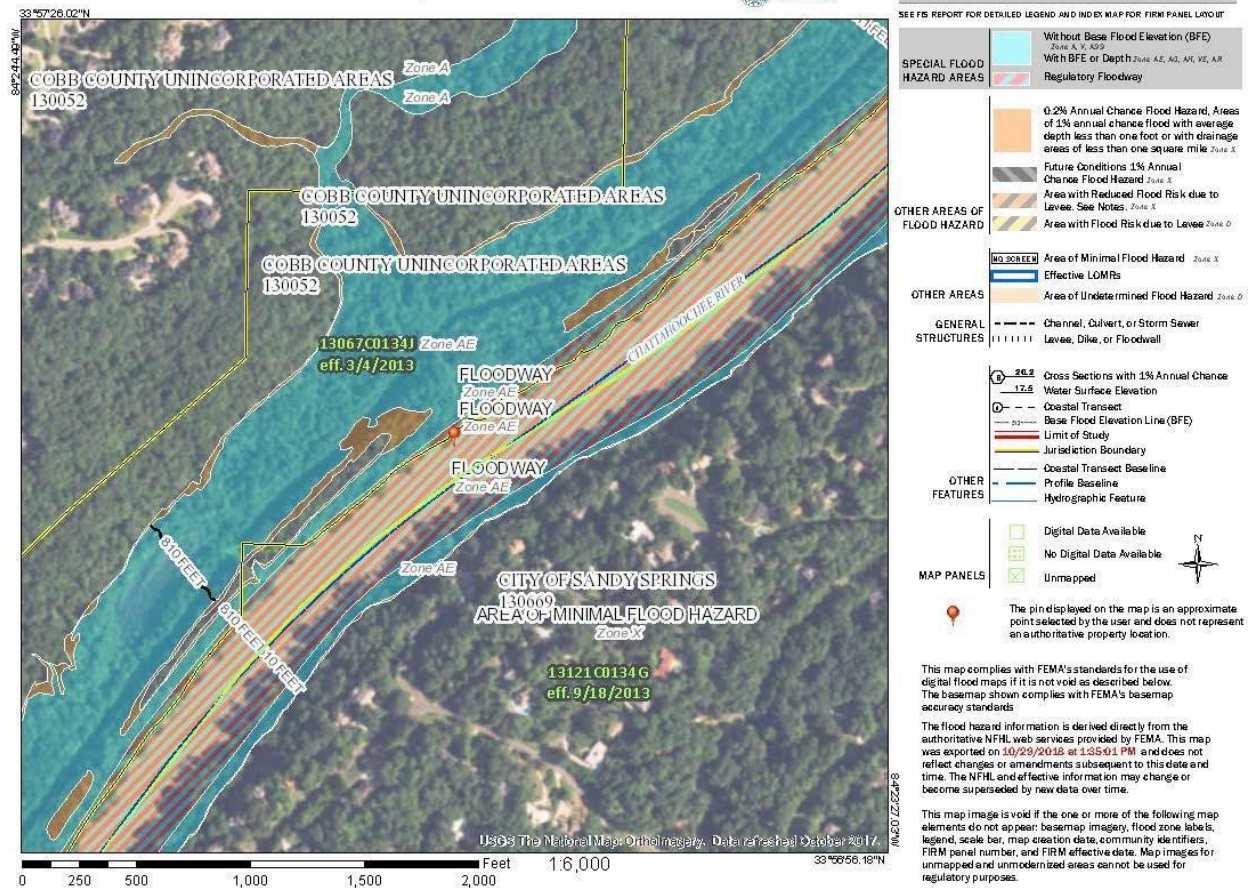 33°57'26.02"N
84°24'4.49"W
COBB COUNTY UNINCORPORATED AREAS
130052
Zone A
Zone A
COBB COUNTY UNINCORPORATED AREAS
130052
COBB COUNTY UNINCORPORATED AREAS
130052
13067C0134J
eff. 3/4/2013
Zone AE
FLOODWAY
Zone AE
FLOODWAY
Zone AE
CHATTAHOOCHEE RIVER
FLOODWAY
Zone AE
Zone AE
810 FEET
810 FEET
810 FEET
CITY OF SANDY SPRINGS
130669
AREA OF MINIMAL FLOOD HAZARD
Zone X
13121C0134G
eff. 9/18/2013
USGS The National Map: Orthoimagery. Data refreshed October 2017.
84°23'27.03"W
33°56'56.18"N
Feet
1:6,000
0
250
500
1,000
1,500
2,000
SEE FIS REPORT FOR DETAILED LEGEND AND INDEX MAP FOR FIRM PANEL LAYOUT
SPECIAL FLOOD
HAZARD AREAS
Without Base Flood Elevation (BFE)
Zone A, V, A99
With BFE or Depth Zone AE, AO, AH, VE, AR
Regulatory Floodway
OTHER AREAS OF
FLOOD HAZARD
0.2% Annual Chance Flood Hazard, Areas
of 1% annual chance flood with average
depth less than one foot or with drainage
areas of less than one square mile Zone X
Future Conditions 1% Annual
Chance Flood Hazard Zone X
Area with Reduced Flood Risk due to
Levee. See Notes. Zone X
Area with Flood Risk due to Levee Zone D
OTHER AREAS
NO SCREEN Area of Minimal Flood Hazard Zone X
Effective LOMRs
Area of Undetermined Flood Hazard Zone D
GENERAL
STRUCTURES
Channel, Culvert, or Storm Sewer
Levee, Dike, or Floodwall
OTHER
FEATURES
B 20.2 Cross Sections with 1% Annual Chance
17.5 Water Surface Elevation
Coastal Transect
513 Base Flood Elevation Line (BFE)
Limit of Study
Jurisdiction Boundary
Coastal Transect Baseline
Profile Baseline
Hydrographic Feature
MAP PANELS
Digital Data Available
No Digital Data Available
Unmapped
N
The pin displayed on the map is an approximate
point selected by the user and does not represent
an authoritative property location.
This map complies with FEMA's standards for the use of
digital flood maps if it is not void as described below.
The basemap shown complies with FEMA's basemap
accuracy standards
The flood hazard information is derived directly from the
authoritative NFHL web services provided by FEMA. This map
was exported on 10/29/2018 at 1:35:01 PM and does not
reflect changes or amendments subsequent to this date and
time. The NFHL and effective information may change or
become superseded by new data over time.
This map image is void if the one or more of the following map
elements do not appear: basemap imagery, flood zone labels,
legend, scale bar, map creation date, community identifiers,
FIRM panel number, and FIRM effective date. Map images for
unmapped and unmodernized areas cannot be used for
regulatory purposes.